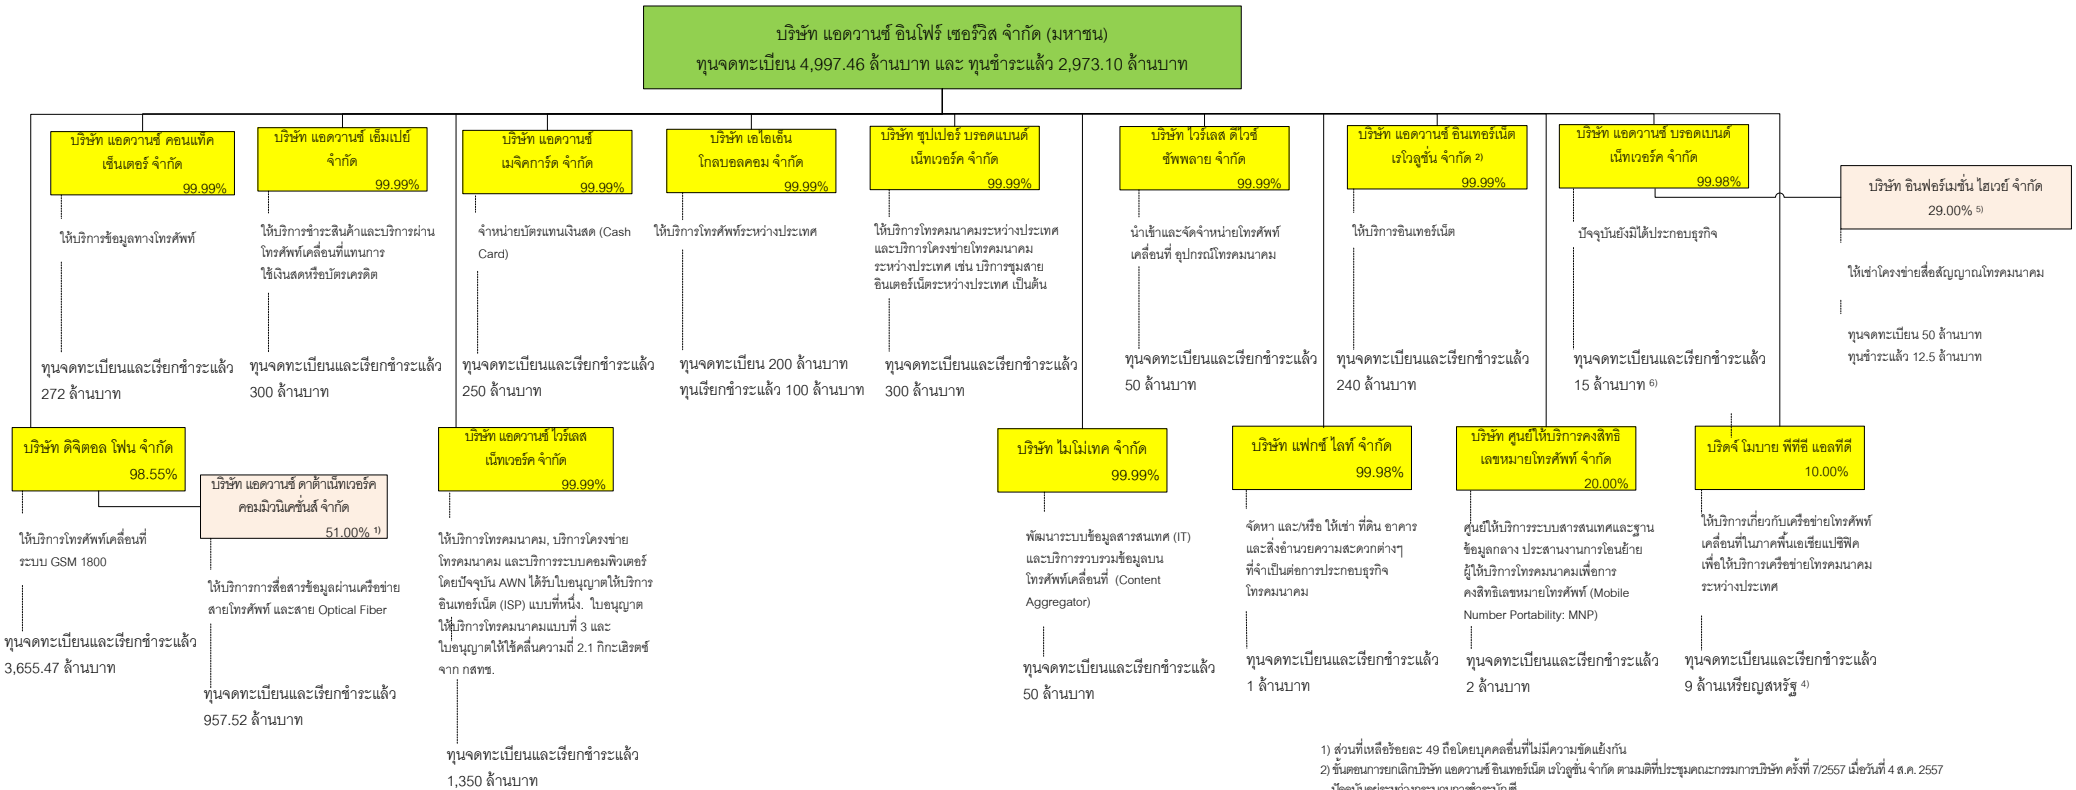 บริษัท แอดวานซ์ อินโฟร์ เซอร์วิส จำกัด (มหาชน)
ทุนจดทะเบียน 4,997.46 ล้านบาท และ ทุนชำระแล้ว 2,973.10 ล้านบาท
บริษัท แอดวานซ์ คอนแท็ค
เซ็นเตอร์ จำกัด
99.99%
ให้บริการข้อมูลทางโทรศัพท์
ทุนจดทะเบียนและเรียกชำระแล้ว
272 ล้านบาท
บริษัท แอดวานซ์ เอ็มเปย์
จำกัด
99.99%
ให้บริการชำระสินค้าและบริการผ่าน
โทรศัพท์เคลื่อนที่แทนการ
ใช้เงินสดหรือบัตรเครดิต
ทุนจดทะเบียนและเรียกชำระแล้ว
300 ล้านบาท
บริษัท แอดวานซ์
เมจิคการ์ด จำกัด
99.99%
จำหน่ายบัตรแทนเงินสด (Cash
Card)
ทุนจดทะเบียนและเรียกชำระแล้ว
250 ล้านบาท
บริษัท เอไอเอ็น
โกลบอลคอม จำกัด
99.99%
ให้บริการโทรศัพท์ระหว่างประเทศ
ทุนจดทะเบียน 200 ล้านบาท
ทุนเรียกชำระแล้ว 100 ล้านบาท
บริษัท ซุปเปอร์ บรอดแบนด์
เน็ทเวอร์ค จำกัด
99.99%
ให้บริการโทรคมนาคมระหว่างประเทศ
และบริการโครงข่ายโทรคมนาคม
ระหว่างประเทศ เช่น บริการชุมสาย
อินเตอร์เน็ตระหว่างประเทศ เป็นต้น
ทุนจดทะเบียนและเรียกชำระแล้ว
300 ล้านบาท
บริษัท ไวร์เลส ดีไวซ์
ซัพพลาย จำกัด
99.99%
นำเข้าและจัดจำหน่ายโทรศัพท์
เคลื่อนที่ อุปกรณ์โทรคมนาคม
ทุนจดทะเบียนและเรียกชำระแล้ว
50 ล้านบาท
บริษัท แอดวานซ์ อินเทอร์เน็ต
เรโวลูชั่น จำกัด 2)
99.99%
ให้บริการอินเทอร์เน็ต
ทุนจดทะเบียนและเรียกชำระแล้ว
240 ล้านบาท
บริษัท แอดวานซ์ บรอดแบนด์
เน็ทเวอร์ค จำกัด
99.98%
ปัจจุบันยังมิได้ประกอบธุรกิจ
ทุนจดทะเบียนและเรียกชำระแล้ว
15 ล้านบาท 6)
บริษัท อินฟอร์เมชั่น ไฮเวย์ จำกัด
29.00% 5)
ให้เช่าโครงข่ายสื่อสัญญาณโทรคมนาคม
ทุนจดทะเบียน 50 ล้านบาท
ทุนชำระแล้ว 12.5 ล้านบาท
บริษัท ดิจิตอล โฟน จำกัด
98.55%
ให้บริการโทรศัพท์เคลื่อนที่
ระบบ GSM 1800
ทุนจดทะเบียนและเรียกชำระแล้ว
3,655.47 ล้านบาท
บริษัท แอดวานซ์ ดาต้าเน็ทเวอร์ค
คอมมิวนิเคชั่นส์ จำกัด
51.00% 1)
ให้บริการการสื่อสารข้อมูลผ่านเครือข่าย
สายโทรศัพท์ และสาย Optical Fiber
ทุนจดทะเบียนและเรียกชำระแล้ว
957.52 ล้านบาท
บริษัท แอดวานซ์ ไวร์เลส
เน็ทเวอร์ค จำกัด
99.99%
ให้บริการโทรคมนาคม, บริการโครงข่าย
โทรคมนาคม และบริการระบบคอมพิวเตอร์
โดยปัจจุบัน AWN ได้รับใบอนุญาตให้บริการ
อินเทอร์เน็ต (ISP) แบบที่หนึ่ง. ใบอนุญาต
ให้บริการโทรคมนาคมแบบที่ 3 และ
ใบอนุญาตให้ใช้คลื่นความถี่ 2.1 กิกะเฮิรตซ์
จาก กสทช.
ทุนจดทะเบียนและเรียกชำระแล้ว
1,350 ล้านบาท
บริษัท ไมโม่เทค จำกัด
99.99%
พัฒนาระบบข้อมูลสารสนเทศ (IT)
และบริการรวบรวมข้อมูลบน
โทรศัพท์เคลื่อนที่ (Content
Aggregator)
ทุนจดทะเบียนและเรียกชำระแล้ว
50 ล้านบาท
บริษัท แฟกซ์ ไลท์ จำกัด
99.98%
จัดหา และ/หรือ ให้เช่า ที่ดิน อาคาร
และสิ่งอำนวยความสะดวกต่างๆ
ที่จำเป็นต่อการประกอบธุรกิจ
โทรคมนาคม
ทุนจดทะเบียนและเรียกชำระแล้ว
1 ล้านบาท
บริษัท ศูนย์ให้บริการคงสิทธิ
เลขหมายโทรศัพท์ จำกัด
20.00%
ศูนย์ให้บริการระบบสารสนเทศและฐาน
ข้อมูลกลาง ประสานงานการโอนย้าย
ผู้ให้บริการโทรคมนาคมเพื่อการ
คงสิทธิเลขหมายโทรศัพท์ (Mobile
Number Portability: MNP)
ทุนจดทะเบียนและเรียกชำระแล้ว
2 ล้านบาท
บริดจ์ โมบาย พีทีอี แอลทีดี
10.00%
ให้บริการเกี่ยวกับเครือข่ายโทรศัพท์
เคลื่อนที่ในภาคพื้นเอเชียแปซิฟิค
เพื่อให้บริการเครือข่ายโทรคมนาคม
ระหว่างประเทศ
ทุนจดทะเบียนและเรียกชำระแล้ว
9 ล้านเหรียญสหรัฐ 4)
1) ส่วนที่เหลือร้อยละ 49 ถือโดยบุคคลอื่นที่ไม่มีความขัดแย้งกัน
2) ขั้นตอนการยกเลิกบริษัท แอดวานซ์ อินเทอร์เน็ต เรโวลูชั่น จำกัด ตามมติที่ประชุมคณะกรรมการบริษัท ครั้งที่ 7/2557 เมื่อวันที่ 4 ส.ค. 2557